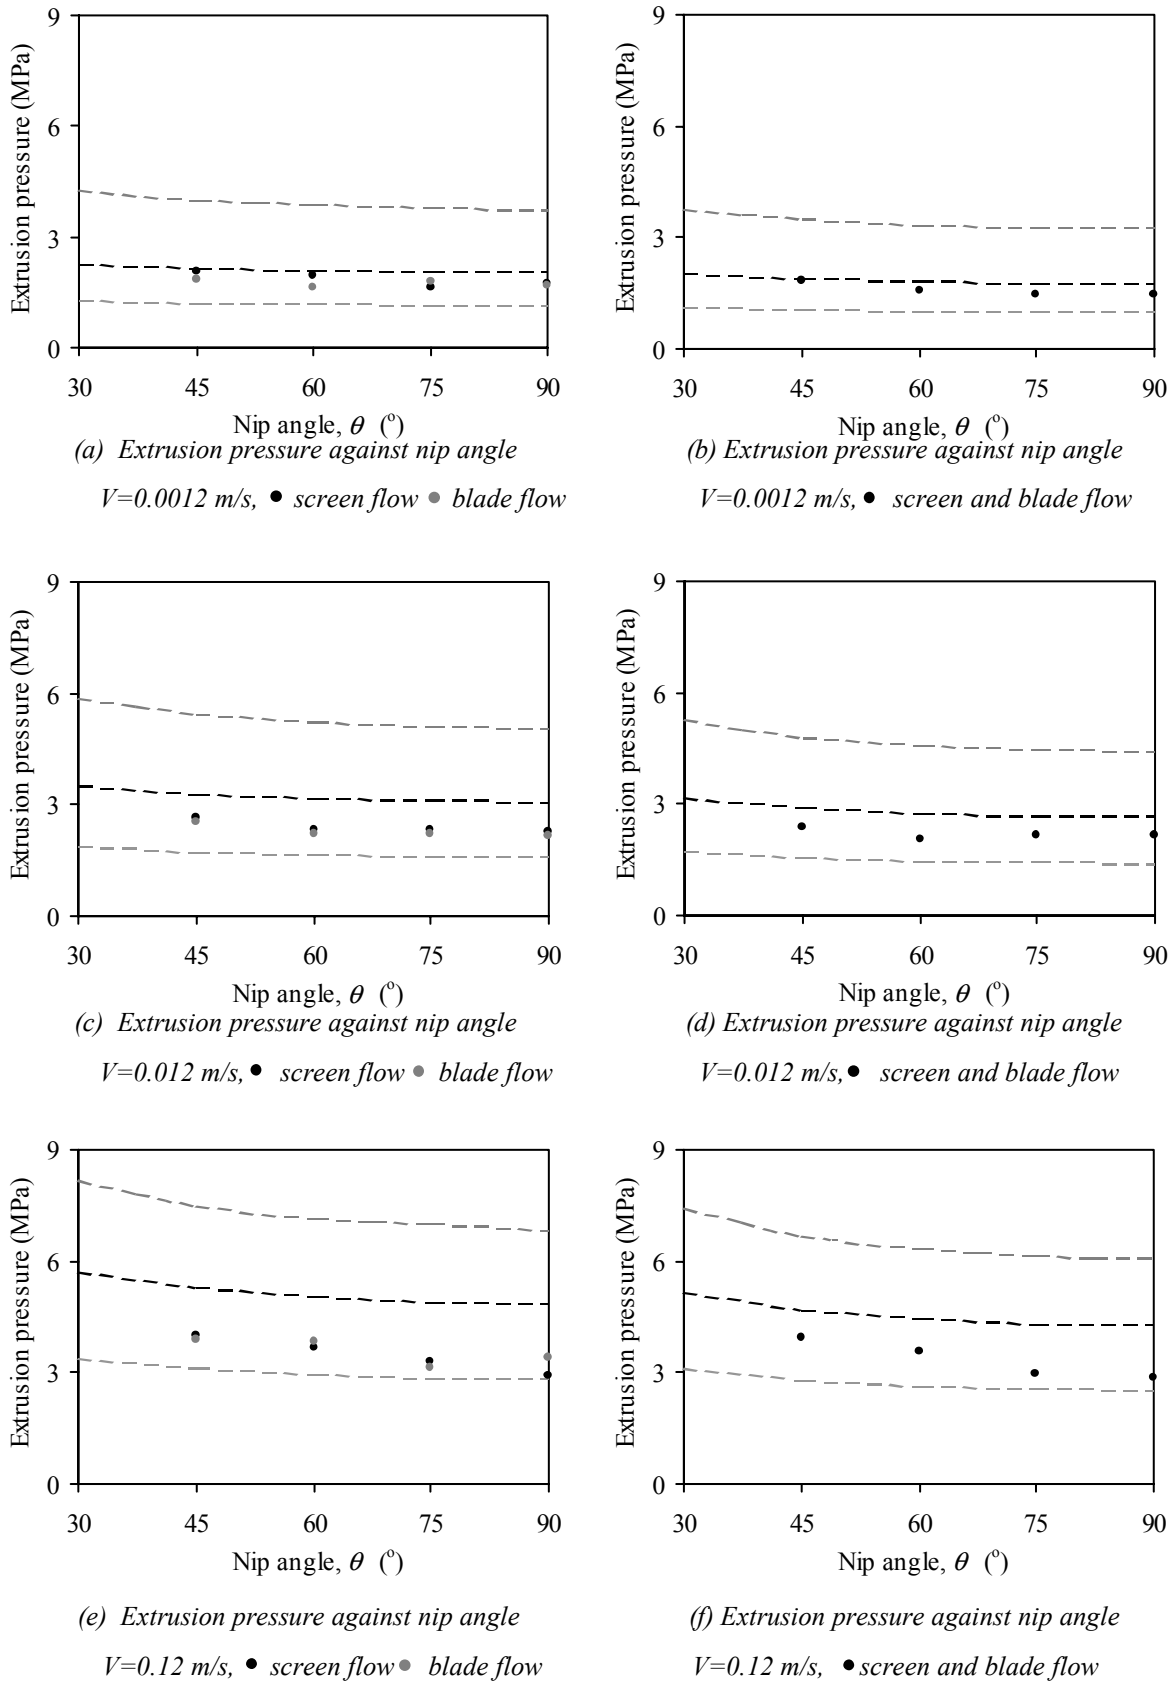 9
6
3
0
Extrusion pressure (MPa)
30 45 60 75 90
Nip angle, θ (°)
(a) Extrusion pressure against nip angle
V=0.0012 m/s, ● screen flow ● blade flow
9
6
3
0
Extrusion pressure (MPa)
30 45 60 75 90
Nip angle, θ (°)
(b) Extrusion pressure against nip angle
V=0.0012 m/s, ● screen and blade flow
9
6
3
0
Extrusion pressure (MPa)
30 45 60 75 90
Nip angle, θ (°)
(c) Extrusion pressure against nip angle
V=0.012 m/s, ● screen flow ● blade flow
9
6
3
0
Extrusion pressure (MPa)
30 45 60 75 90
Nip angle, θ (°)
(d) Extrusion pressure against nip angle
V=0.012 m/s, ● screen and blade flow
9
6
3
0
Extrusion pressure (MPa)
30 45 60 75 90
Nip angle, θ (°)
(e) Extrusion pressure against nip angle
V=0.12 m/s, ● screen flow ● blade flow
9
6
3
0
Extrusion pressure (MPa)
30 45 60 75 90
Nip angle, θ (°)
(f) Extrusion pressure against nip angle
V=0.12 m/s, ● screen and blade flow